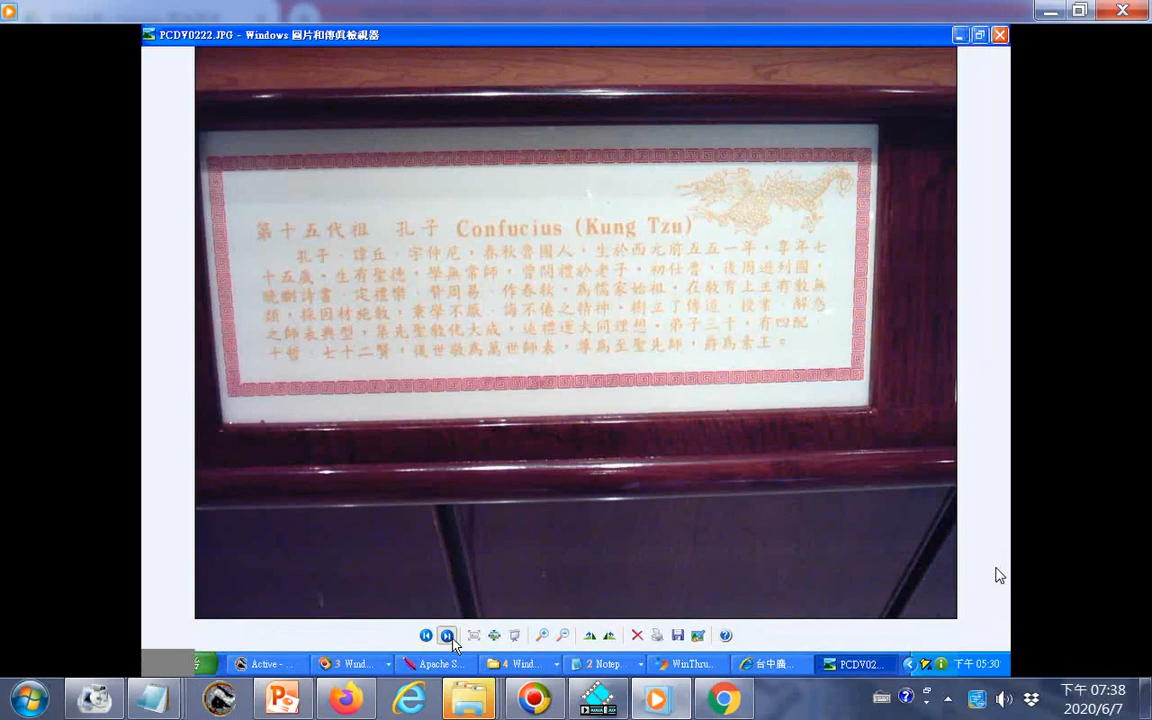 PCDV0222.JPG - Windows 圖片和傳真檢視器
第十五代祖 孔子 Confucius (Kung Tzu)
孔子、諱丘、字仲尼，春秋魯國人，生於西元前五五一年，享年七
十五歲。生有聖德，學無常師，曾問禮於老子。初仕魯，後周遊列國，
晚刪詩書、定禮樂、贊周易、作春秋，為儒家始祖。在教育上主有教無
類，採因材施教，秉學不厭、誨不倦之精神。樹立了傳道、授業、解惑
之師表典型，集先聖教化大成，述禮運大同理想。弟子三千，有四配、
十哲、七十二賢，後世敬為萬世師表，尊為至聖先師，爵為素王。
Active - ...
3 Wind...
Apache S...
4 Wind...
2 Notep...
WinThru...
台中廣...
PCDV02...
下午 05:30
下午 07:38
2020/6/7